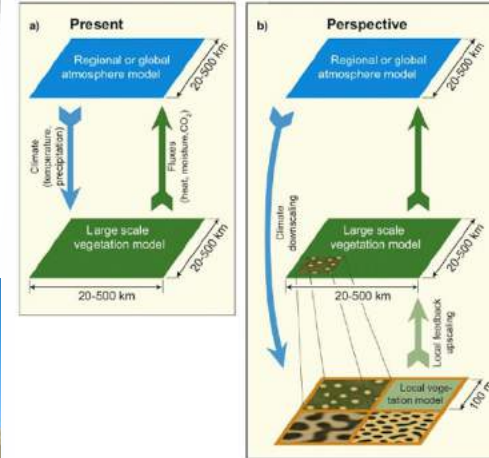 a) Present
Regional or global
atmosphere model
20-500 km
Climate
(temperature,
precipitation)
Fluxes
(heat, moisture,CO₂)
Large scale
vegetation model
20-500 km
20-500 km
b) Perspective
Regional or global
atmosphere model
20-500 km
Climate
downscaling
Large scale
vegetation model
20-500 km
20-500 km
Local feedback
upscaling
Local vege-
tation model
100 m